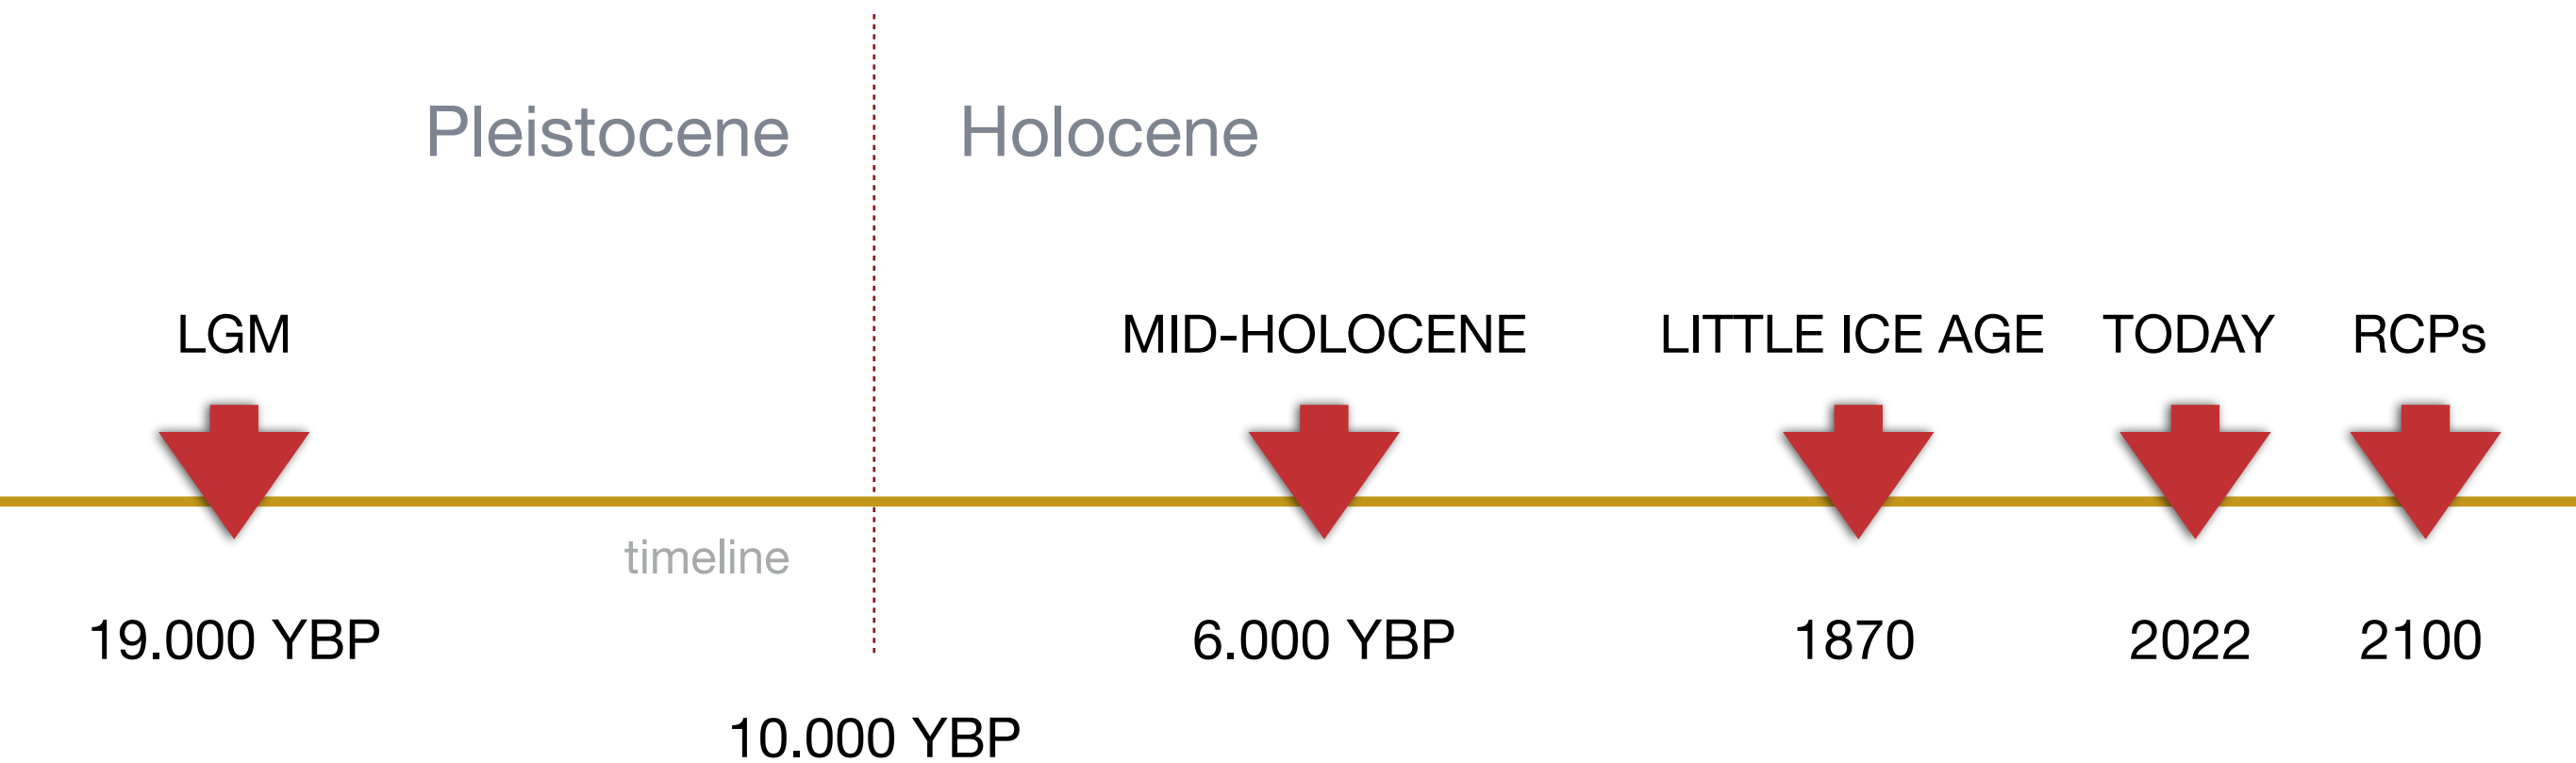 Pleistocene Holocene
LGM MID-HOLOCENE LITTLE ICE AGE TODAY RCPs
timeline
19.000 YBP 6.000 YBP 1870 2022 2100
10.000 YBP